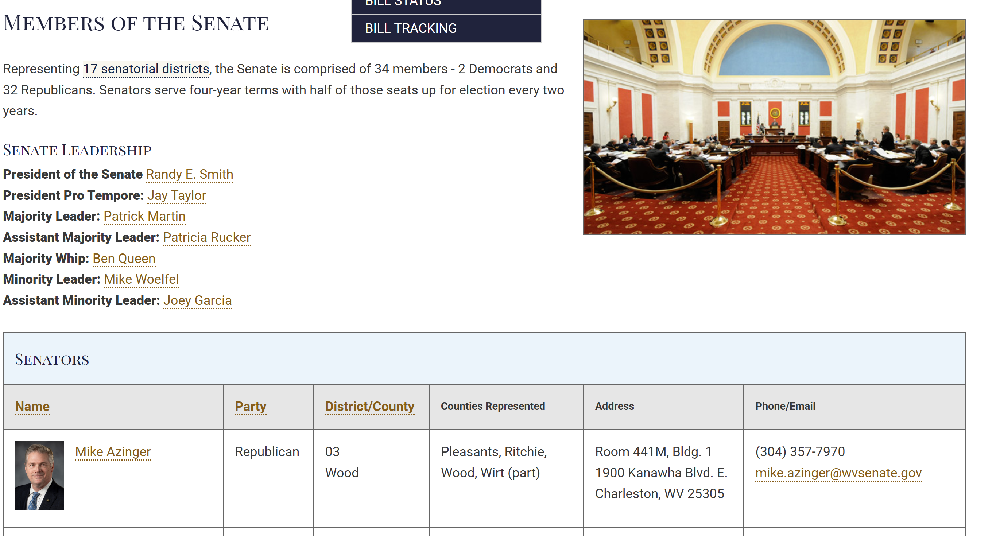 BILL STATUS
BILL TRACKING
Members of the Senate
Representing 17 senatorial districts, the Senate is comprised of 34 members - 2 Democrats and
32 Republicans. Senators serve four-year terms with half of those seats up for election every two
years.
Senate Leadership
President of the Senate Randy E. Smith
President Pro Tempore: Jay Taylor
Majority Leader: Patrick Martin
Assistant Majority Leader: Patricia Rucker
Majority Whip: Ben Queen
Minority Leader: Mike Woelfel
Assistant Minority Leader: Joey Garcia
Senators
Name Party District/County Counties Represented Address Phone/Email
Mike Azinger Republican 03 Pleasants, Ritchie, Room 441M, Bldg. 1 (304) 357-7970
Wood Wood, Wirt (part) 1900 Kanawha Blvd. E. mike.azinger@wvsenate.gov
Charleston, WV 25305